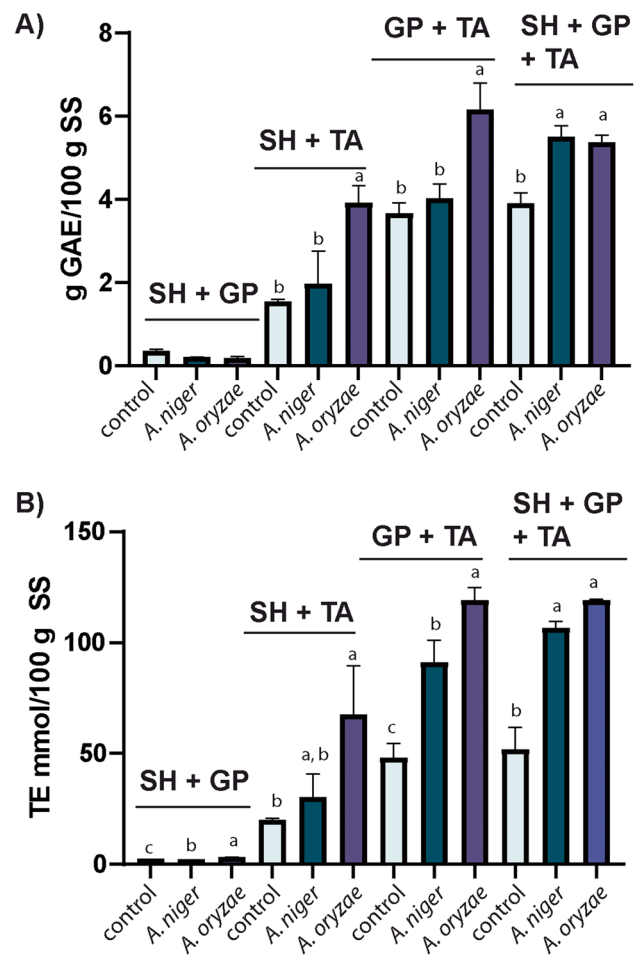 A)
g GAE/100 g SS
8
6
4
2
0
SH + GP
SH + TA
GP + TA
SH + GP
+ TA
b
b
a
b
b
a
b
a
a
control
A. niger
A. oryzae
control
A. niger
A. oryzae
control
A. niger
A. oryzae
control
A. niger
A. oryzae
B)
TE mmol/100 g SS
150
100
50
0
SH + GP
SH + TA
GP + TA
SH + GP
+ TA
c
b
a
b
a,b
a
c
b
a
b
a
a
control
A. niger
A. oryzae
control
A. niger
A. oryzae
control
A. niger
A. oryzae
control
A. niger
A. oryzae